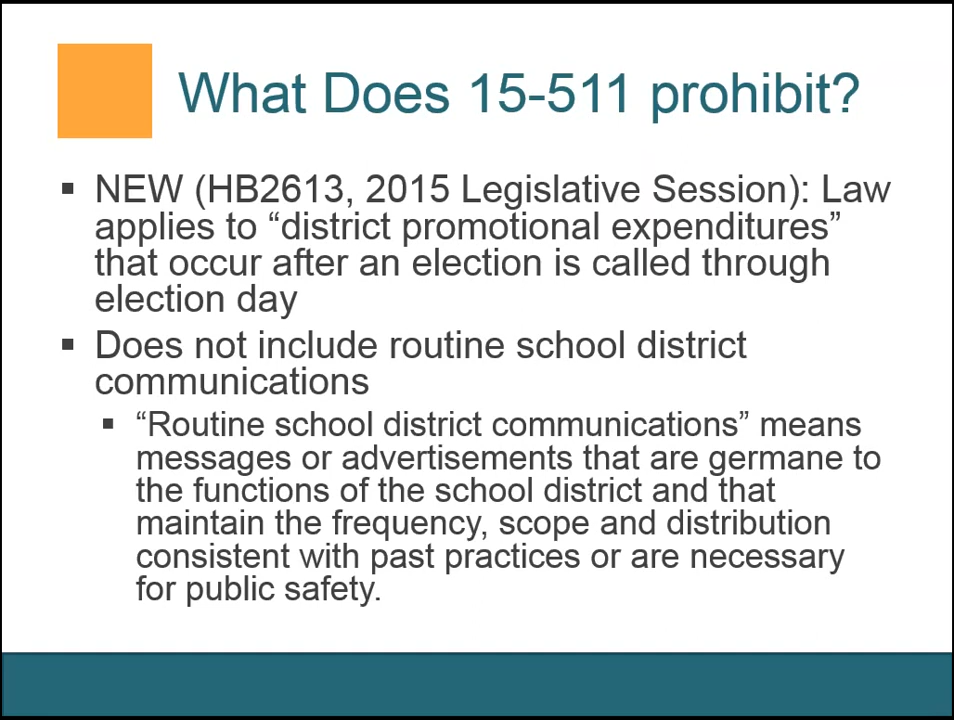 What Does 15-511 prohibit?
▪ NEW (HB2613, 2015 Legislative Session): Law
applies to “district promotional expenditures”
that occur after an election is called through
election day
▪ Does not include routine school district
communications
▪ “Routine school district communications” means
messages or advertisements that are germane to
the functions of the school district and that
maintain the frequency, scope and distribution
consistent with past practices or are necessary
for public safety.